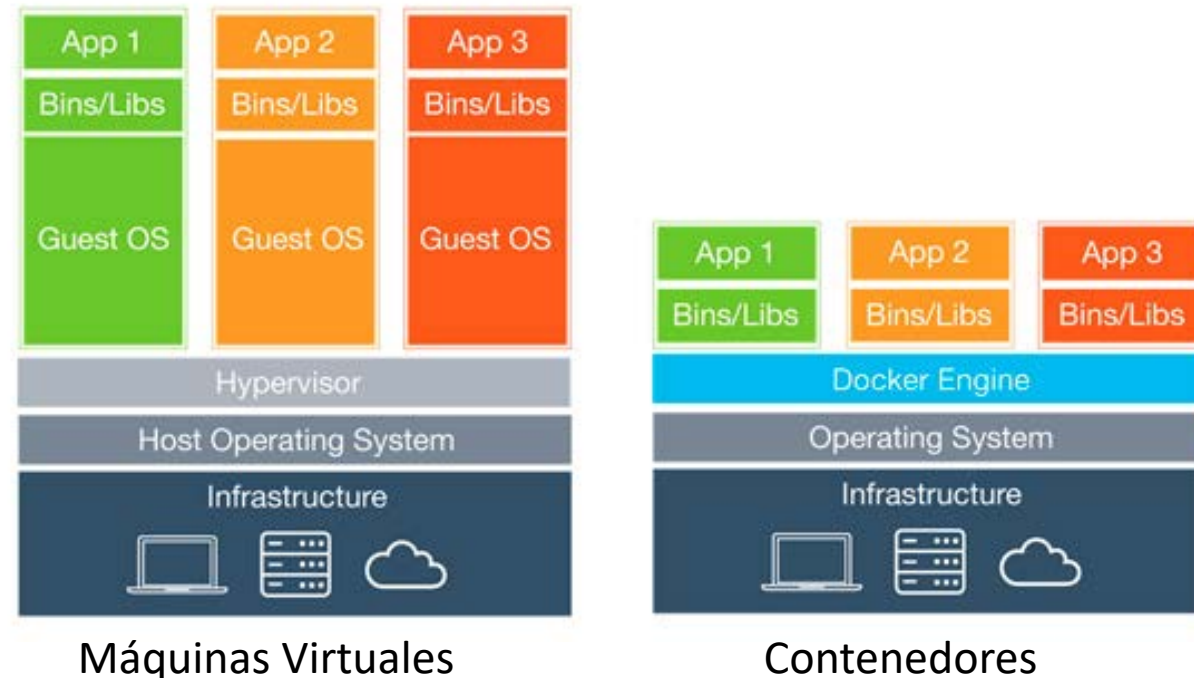 App 1
App 2
App 3
Bins/Libs
Bins/Libs
Bins/Libs
Guest OS
Guest OS
Guest OS
Hypervisor
Host Operating System
Infrastructure
Máquinas Virtuales
App 1
App 2
App 3
Bins/Libs
Bins/Libs
Bins/Libs
Docker Engine
Operating System
Infrastructure
Contenedores